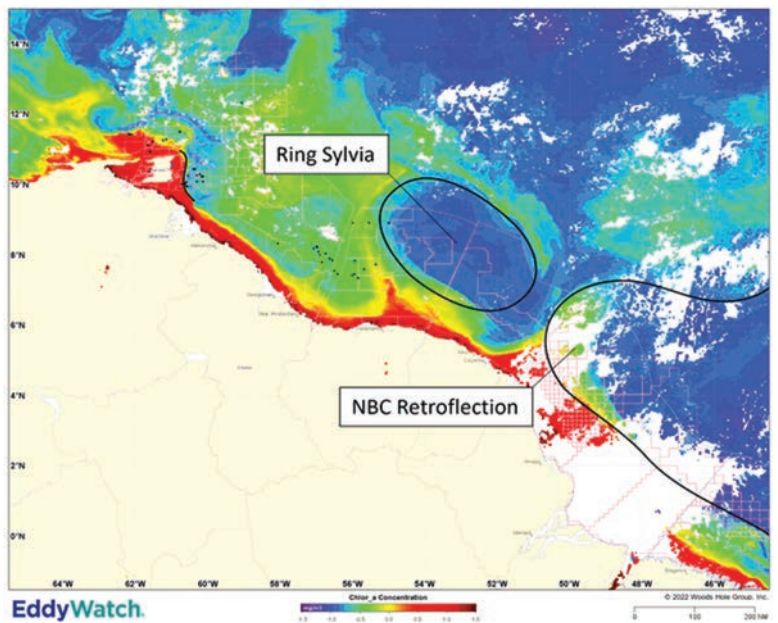 14°N
12°N
10°N
8°N
6°N
4°N
2°N
0°N
Ring Sylvia
NBC Retroflection
64°W 62°W 60°W 58°W 56°W 54°W 52°W 50°W 48°W 46°W
EddyWatch
Chlor_a Concentration
© 2022 Woods Hole Group, Inc.
0 100 200 NM